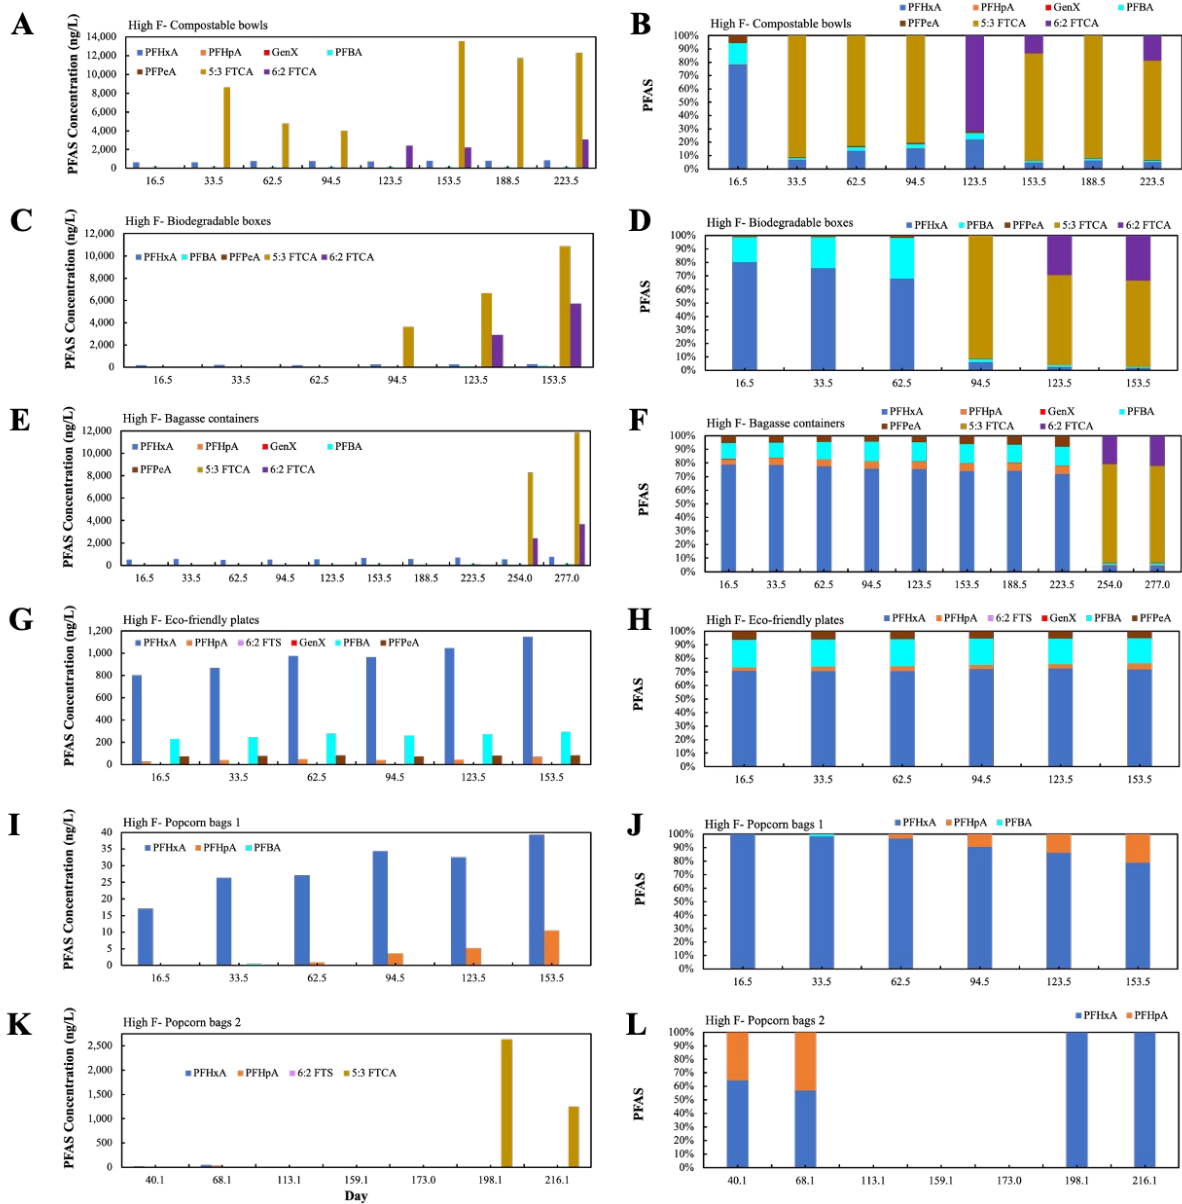 A
High F- Compostable bowls
PFHxA PFHpA GenX PFBA
PFPeA 5:3 FTCA 6:2 FTCA
PFAS Concentration (ng/L)
14,000
12,000
10,000
8,000
6,000
4,000
2,000
0
16.5 33.5 62.5 94.5 123.5 153.5 188.5 223.5
B
High F- Compostable bowls
PFHxA PFHpA GenX PFBA
PFPeA 5:3 FTCA 6:2 FTCA
PFAS
100%
90%
80%
70%
60%
50%
40%
30%
20%
10%
0%
16.5 33.5 62.5 94.5 123.5 153.5 188.5 223.5
C
High F- Biodegradable boxes
PFHxA PFBA PFPeA 5:3 FTCA 6:2 FTCA
PFAS Concentration (ng/L)
12,000
10,000
8,000
6,000
4,000
2,000
0
16.5 33.5 62.5 94.5 123.5 153.5
D
High F- Biodegradable boxes
PFHxA PFBA PFPeA 5:3 FTCA 6:2 FTCA
PFAS
100%
90%
80%
70%
60%
50%
40%
30%
20%
10%
0%
16.5 33.5 62.5 94.5 123.5 153.5
E
High F- Bagasse containers
PFHxA PFHpA GenX PFBA
PFPeA 5:3 FTCA 6:2 FTCA
PFAS Concentration (ng/L)
12,000
10,000
8,000
6,000
4,000
2,000
0
16.5 33.5 62.5 94.5 123.5 153.5 188.5 223.5 254.0 277.0
F
High F- Bagasse containers
PFHxA PFHpA GenX PFBA
PFPeA 5:3 FTCA 6:2 FTCA
PFAS
100%
90%
80%
70%
60%
50%
40%
30%
20%
10%
0%
16.5 33.5 62.5 94.5 123.5 153.5 188.5 223.5 254.0 277.0
G
High F- Eco-friendly plates
PFHxA PFHpA 6:2 FTS GenX PFBA PFPeA
PFAS Concentration (ng/L)
1,200
1,000
800
600
400
200
0
16.5 33.5 62.5 94.5 123.5 153.5
H
High F- Eco-friendly plates
PFHxA PFHpA 6:2 FTS GenX PFBA PFPeA
PFAS
100%
90%
80%
70%
60%
50%
40%
30%
20%
10%
0%
16.5 33.5 62.5 94.5 123.5 153.5
I
High F- Popcorn bags 1
PFHxA PFHpA PFBA
PFAS Concentration (ng/L)
40
35
30
25
20
15
10
5
0
16.5 33.5 62.5 94.5 123.5 153.5
J
High F- Popcorn bags 1
PFHxA PFHpA PFBA
PFAS
100%
90%
80%
70%
60%
50%
40%
30%
20%
10%
0%
16.5 33.5 62.5 94.5 123.5 153.5
K
High F- Popcorn bags 2
PFHxA PFHpA 6:2 FTS 5:3 FTCA
PFAS Concentration (ng/L)
2,500
2,000
1,500
1,000
500
0
40.1 68.1 113.1 159.1 173.0 198.1 216.1
Day
L
High F- Popcorn bags 2
PFHxA PFHpA
PFAS
100%
90%
80%
70%
60%
50%
40%
30%
20%
10%
0%
40.1 68.1 113.1 159.1 173.0 198.1 216.1